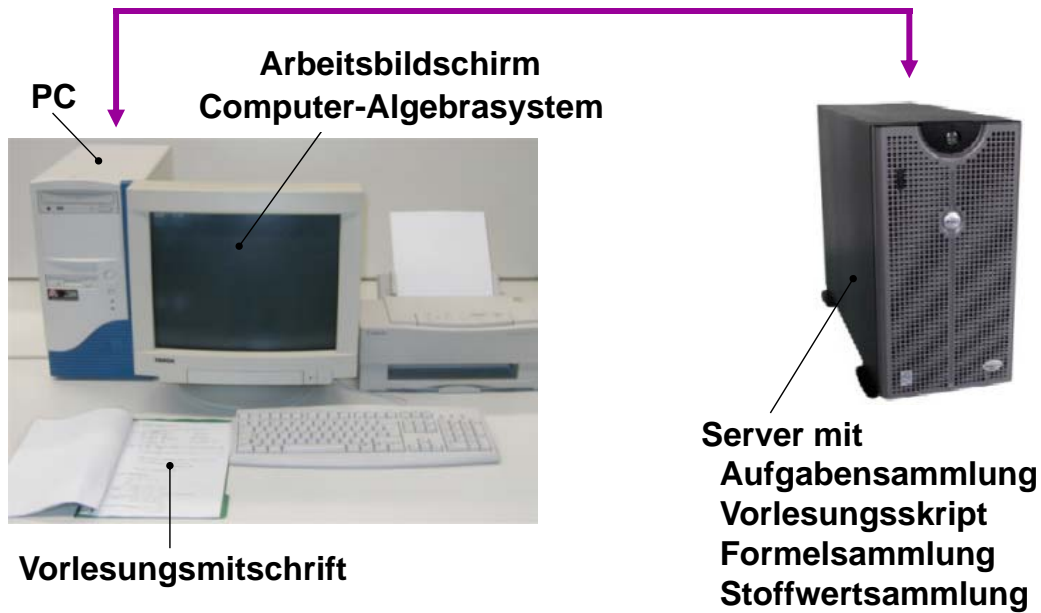 Arbeitsbildschirm
Computer-Algebrasystem
PC
Vorlesungsmitschrift
Server mit
Aufgabensammlung
Vorlesungsskript
Formelsammlung
Stoffwertsammlung